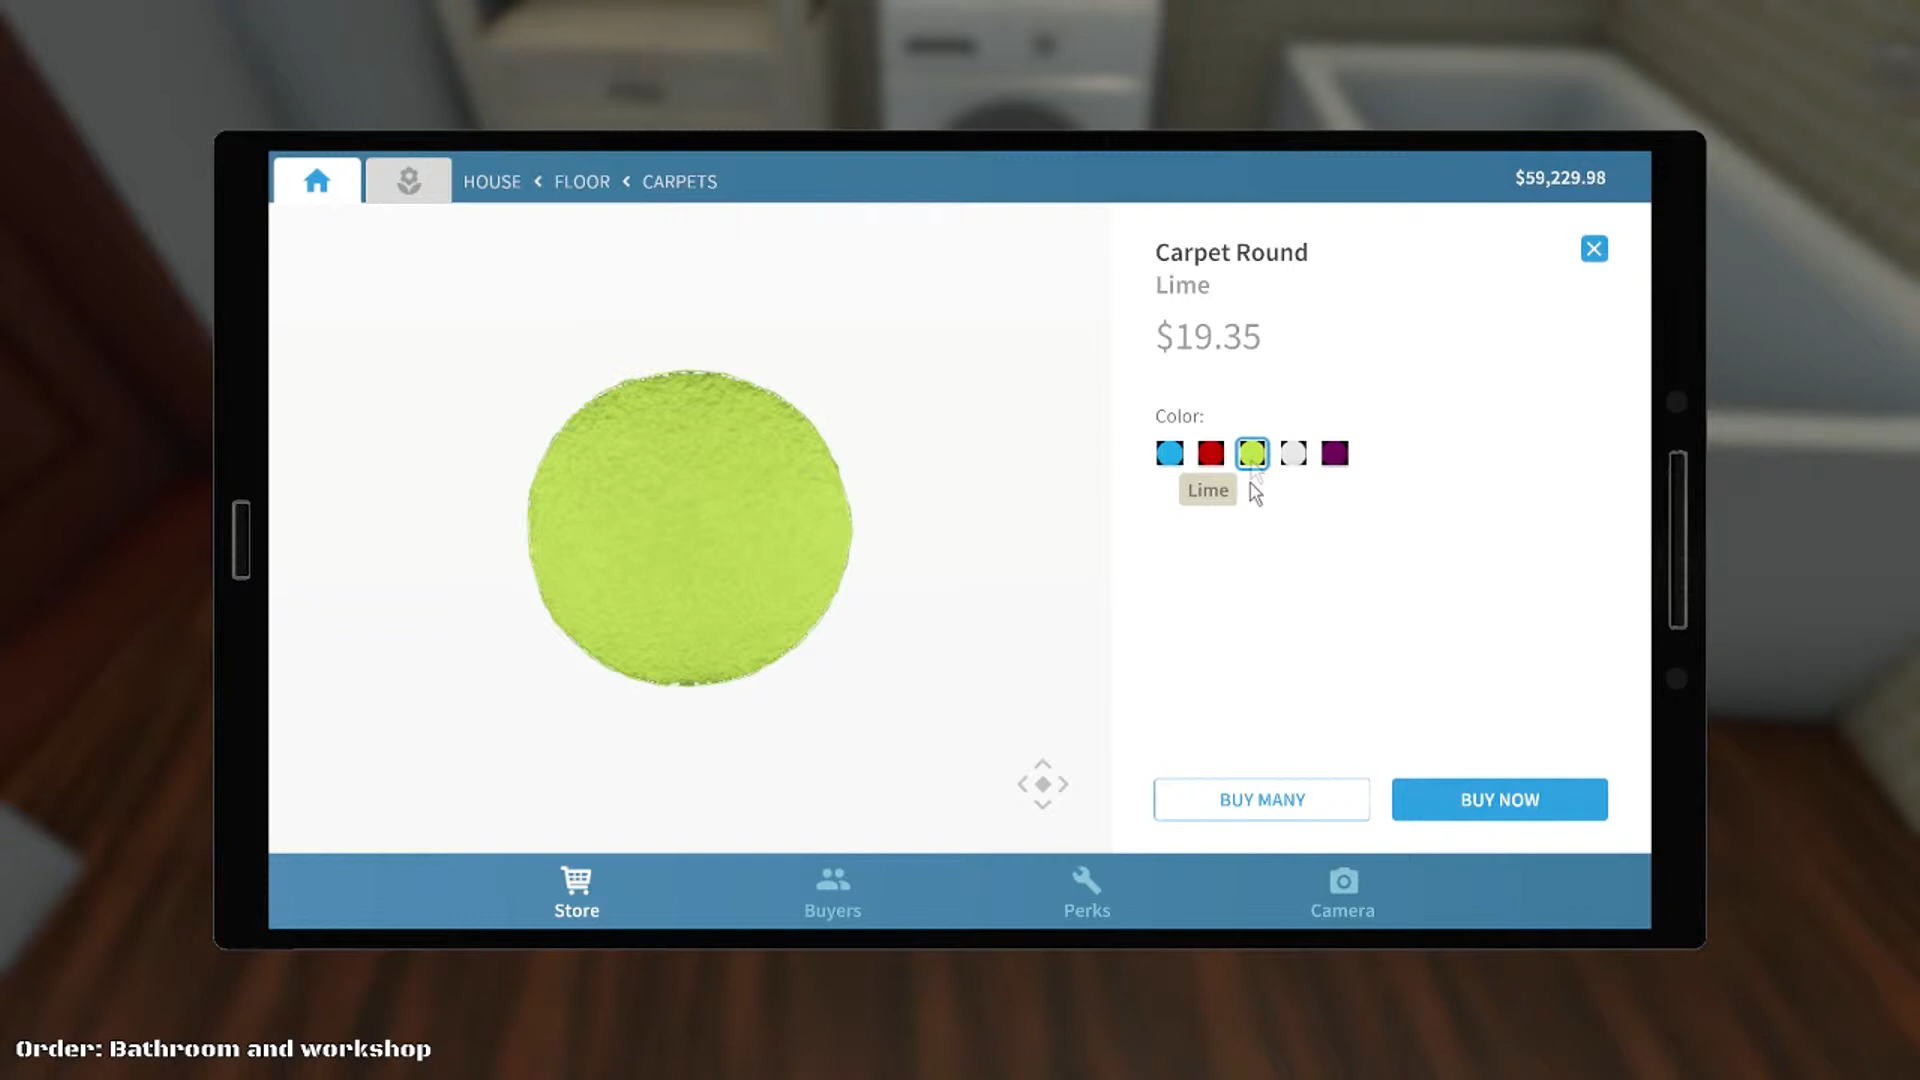 HOUSE < FLOOR < CARPETS
$59,229.98
Carpet Round
Lime
$19.35
Color:
Lime
BUY MANY
BUY NOW
Store
Buyers
Perks
Camera
Order: Bathroom and workshop